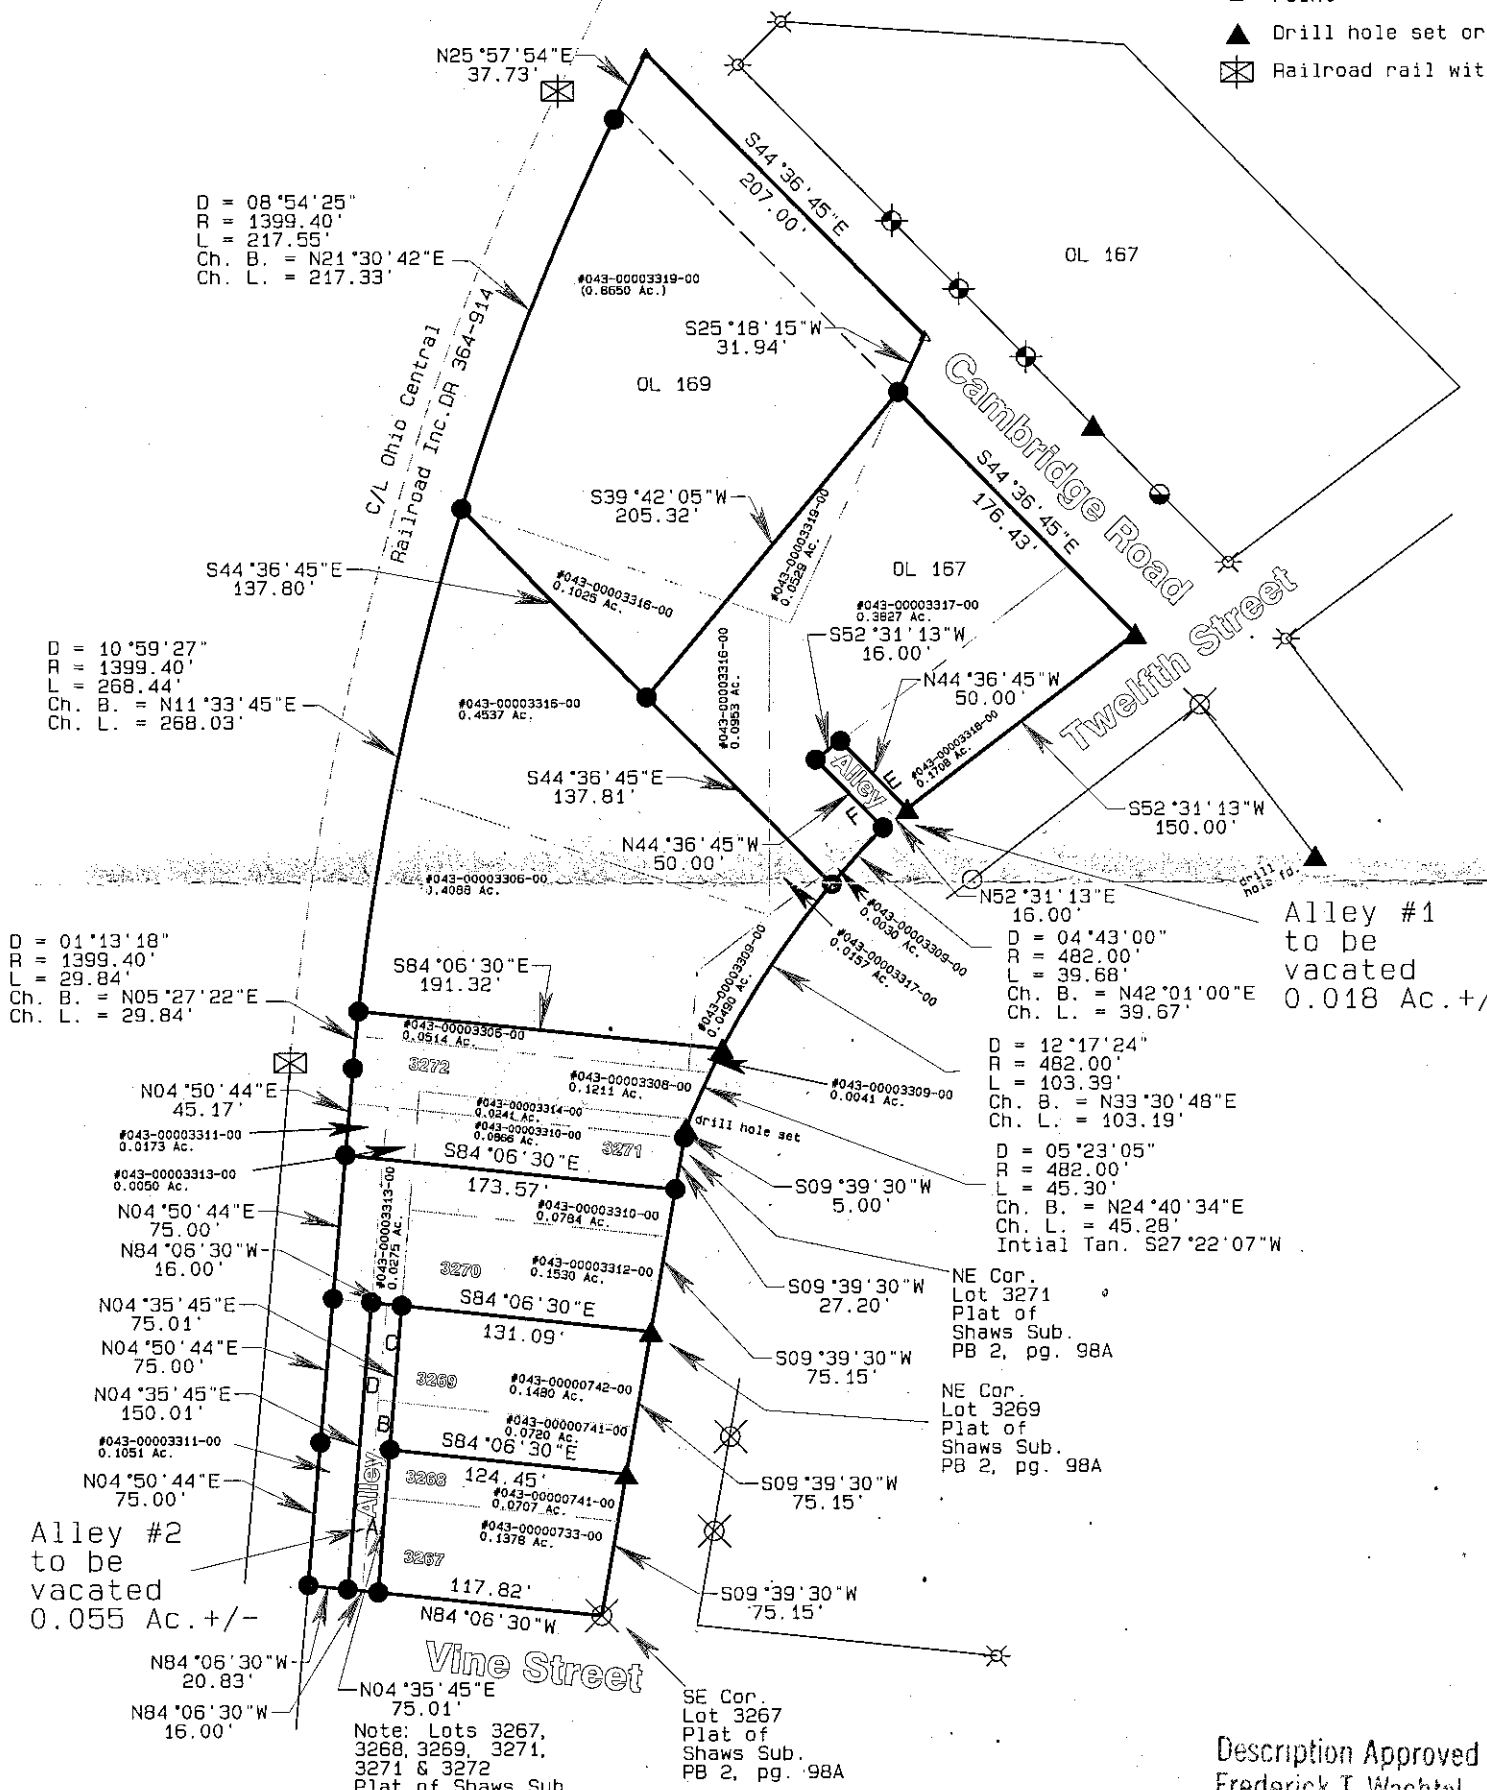 Point
Drill hole set or
Railroad rail wit
N25°57'54"E
37.73'
S44°36'45"E
207.00'
D = 08°54'25"
R = 1399.40'
L = 217.55'
Ch. B. = N21°30'42"E
Ch. L. = 217.33'
OL 167
#043-00003319-00
(0.8650 Ac.)
S25°18'15"W
31.94'
C/L Ohio Central
Railroad Inc. DR 364-914
OL 169
Cambridge Road
S44°36'45"E
176.43'
S39°42'05"W
205.32'
#043-00003319-00
0.0529 Ac.
S44°36'45"E
137.80'
#043-00003316-00
0.1025 Ac.
OL 167
#043-00003317-00
0.3827 Ac.
Twelfth Street
S52°31'13"W
16.00'
D = 10°59'27"
R = 1399.40'
L = 268.44'
Ch. B. = N11°33'45"E
Ch. L. = 268.03'
#043-00003316-00
0.0953 Ac.
N44°36'45"W
50.00'
#043-00003316-00
0.4537 Ac.
#043-00003318-00
0.1708 Ac.
Alley
E
F
S44°36'45"E
137.81'
S52°31'13"W
150.00'
N44°36'45"W
50.00'
drill
hole fd.
#043-00003306-00
0.4088 Ac.
N52°31'13"E
16.00'
#043-00003309-00
0.0030 Ac.
#043-00003317-00
0.0157 Ac.
Alley #1
to be
vacated
0.018 Ac.+/
D = 04°43'00"
R = 482.00'
L = 39.68'
Ch. B. = N42°01'00"E
Ch. L. = 39.67'
D = 01°13'18"
R = 1399.40'
L = 29.84'
Ch. B. = N05°27'22"E
Ch. L. = 29.84'
S84°06'30"E
191.32'
#043-00003309-00
0.0490 Ac.
#043-00003306-00
0.0514 Ac.
3272
#043-00003308-00
0.1211 Ac.
#043-00003309-00
0.0041 Ac.
D = 12°17'24"
R = 482.00'
L = 103.39'
Ch. B. = N33°30'48"E
Ch. L. = 103.19'
N04°50'44"E
45.17'
#043-00003314-00
0.0241 Ac.
#043-00003310-00
0.0866 Ac.
drill hole set
#043-00003311-00
0.0173 Ac.
3271
D = 05°23'05"
R = 482.00'
L = 45.30'
Ch. B. = N24°40'34"E
Ch. L. = 45.28'
Intial Tan. S27°22'07"W
S84°06'30"E
173.57'
#043-00003313-00
0.0050 Ac.
S09°39'30"W
5.00'
#043-00003313-00
0.0275 Ac.
N04°50'44"E
75.00'
#043-00003310-00
0.0784 Ac.
N84°06'30"W
16.00'
3270
#043-00003312-00
0.1530 Ac.
S09°39'30"W
27.20'
NE Cor.
Lot 3271
Plat of
Shaws Sub.
PB 2, pg. 98A
N04°35'45"E
75.01'
S84°06'30"E
131.09'
N04°50'44"E
75.00'
C
S09°39'30"W
75.15'
N04°35'45"E
150.01'
D
3269
#043-00000742-00
0.1480 Ac.
NE Cor.
Lot 3269
Plat of
Shaws Sub.
PB 2, pg. 98A
#043-00003311-00
0.1051 Ac.
B
#043-00000741-00
0.0720 Ac.
S84°06'30"E
124.45'
N04°50'44"E
75.00'
Alley
3268
#043-00000741-00
0.0707 Ac.
S09°39'30"W
75.15'
Alley #2
to be
vacated
0.055 Ac.+/-
A
#043-00000733-00
0.1378 Ac.
3267
117.82'
N84°06'30"W
S09°39'30"W
75.15'
Vine Street
N84°06'30"W
20.83'
N84°06'30"W
16.00'
N04°35'45"E
75.01'
Note: Lots 3267,
3268, 3269, 3271,
3271 & 3272
Plat of Shaws Sub
SE Cor.
Lot 3267
Plat of
Shaws Sub.
PB 2, pg. 98A
Description Approved
Frederick T. Wachtel